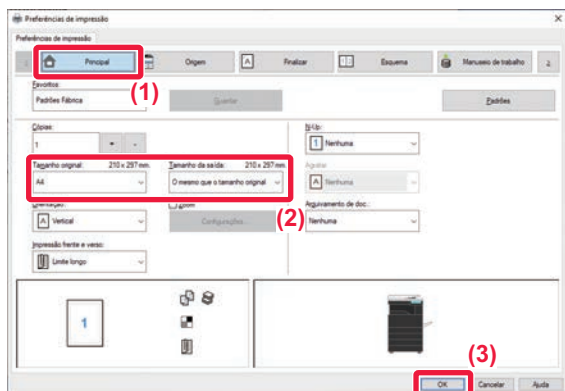 Preferências de impressão
Preferências de impressão
Principal
Origem
A
Finalizar
Esquema
Manuseio de trabalho
(1)
Favoritos:
Padrões Fábrica
Guardar
Padrões
Cópias:
1
+
-
N-Up:
1 Nenhuma
Tamanho original: 210 x 297 mm.
Tamanho da saída: 210 x 297 mm.
A4
O mesmo que o tamanho original
Agrafar:
A Nenhuma
(2)
Orientação:
Zoom
A Vertical
Configurações...
Arquivamento de doc.:
Nenhuma
Impressão frente e verso:
Limite longo
1
(3)
OK
Cancelar
Ajuda